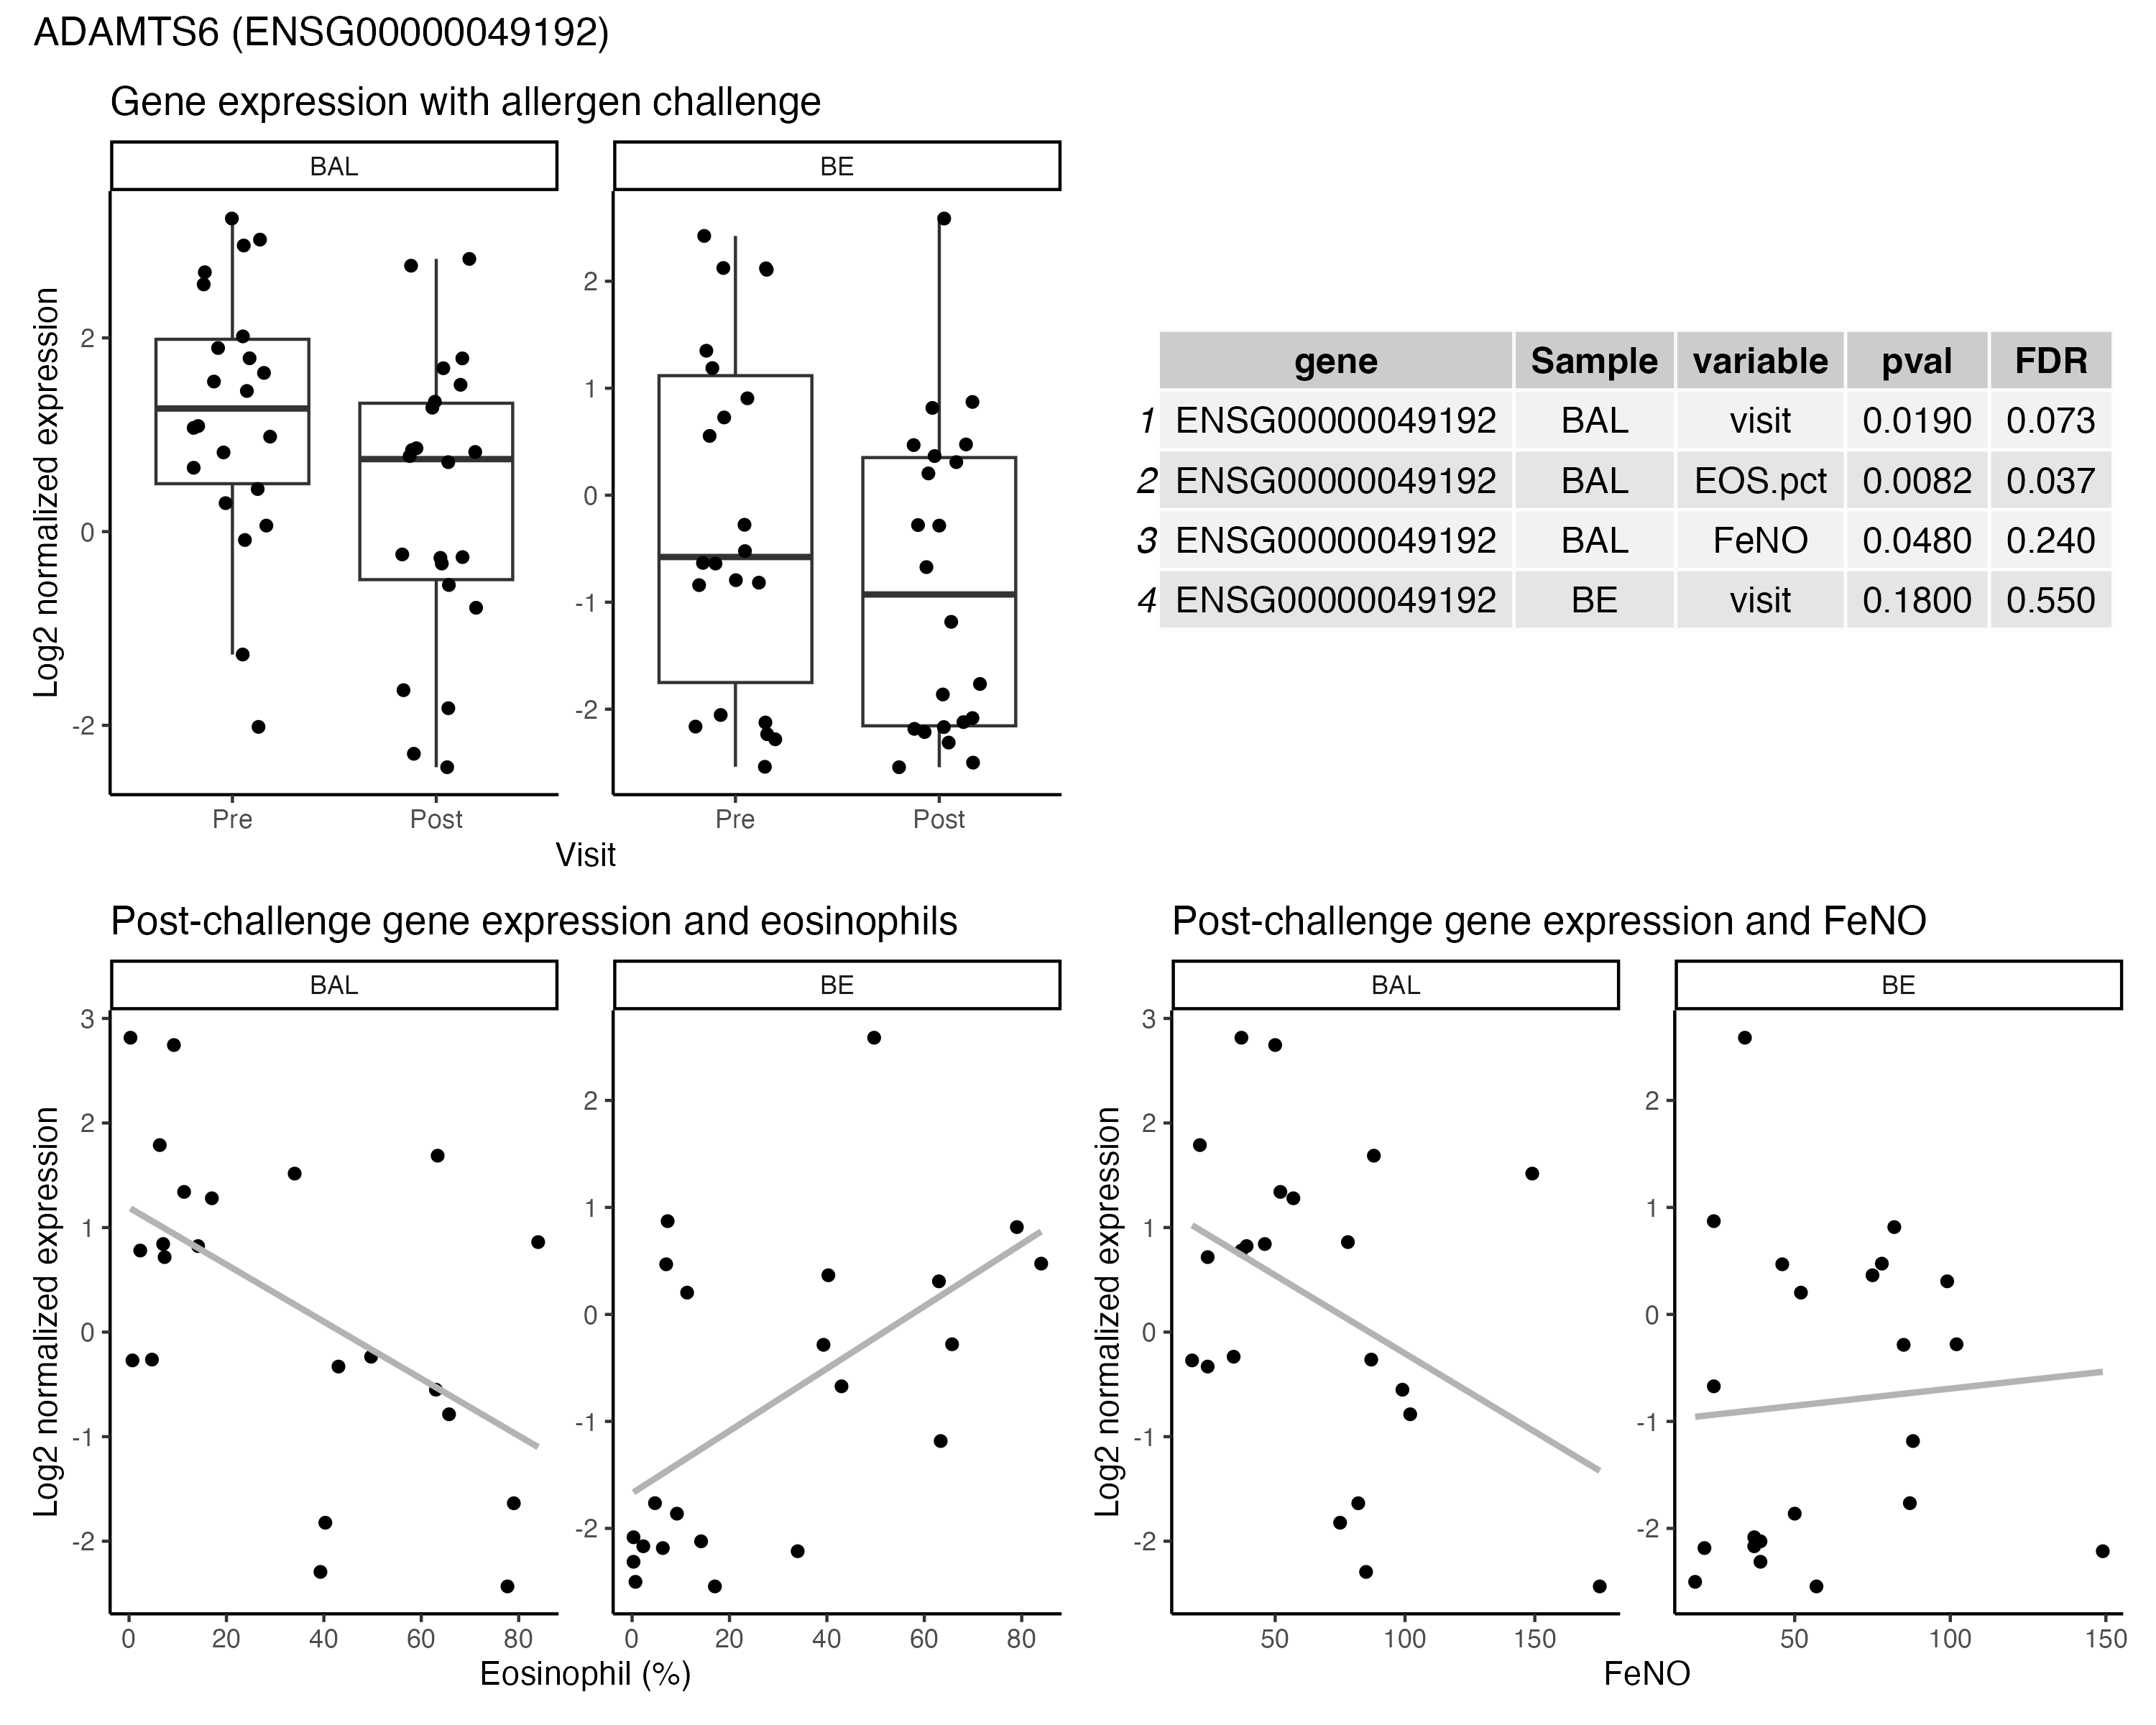 ADAMTS6 (ENSG00000049192)
Gene expression with allergen challenge
BAL
BE
Log2 normalized expression
2
0
-2
2
1
0
-1
-2
Pre
Post
Pre
Post
Visit
gene Sample variable pval FDR
1 ENSG00000049192 BAL visit 0.0190 0.073
2 ENSG00000049192 BAL EOS.pct 0.0082 0.037
3 ENSG00000049192 BAL FeNO 0.0480 0.240
4 ENSG00000049192 BE visit 0.1800 0.550
Post-challenge gene expression and eosinophils
BAL
BE
Log2 normalized expression
3
2
1
0
-1
-2
2
1
0
-1
-2
0 20 40 60 80
0 20 40 60 80
Eosinophil (%)
Post-challenge gene expression and FeNO
BAL
BE
Log2 normalized expression
3
2
1
0
-1
-2
2
1
0
-1
-2
50 100 150
50 100 150
FeNO